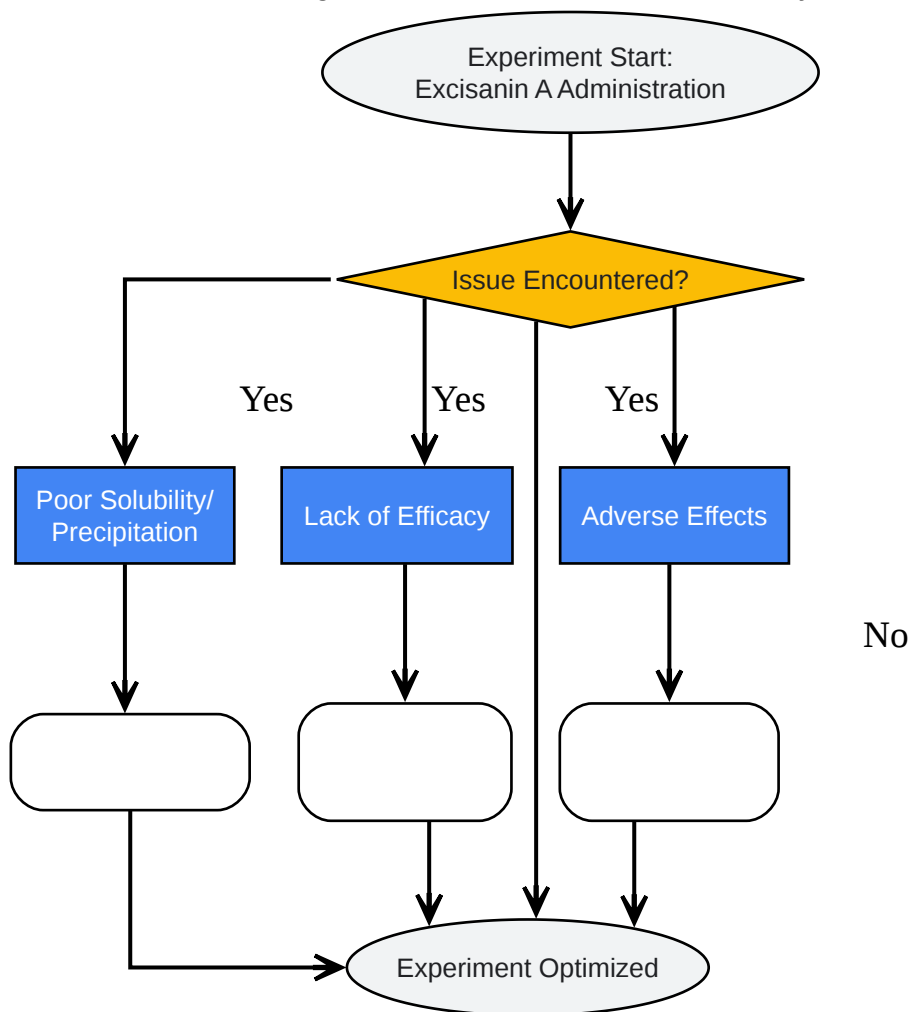 Experiment Start:
Excisanin A Administration
Issue Encountered?
Yes
Yes
Yes
Poor Solubility/
Precipitation
Lack of Efficacy
Adverse Effects
No
Experiment Optimized